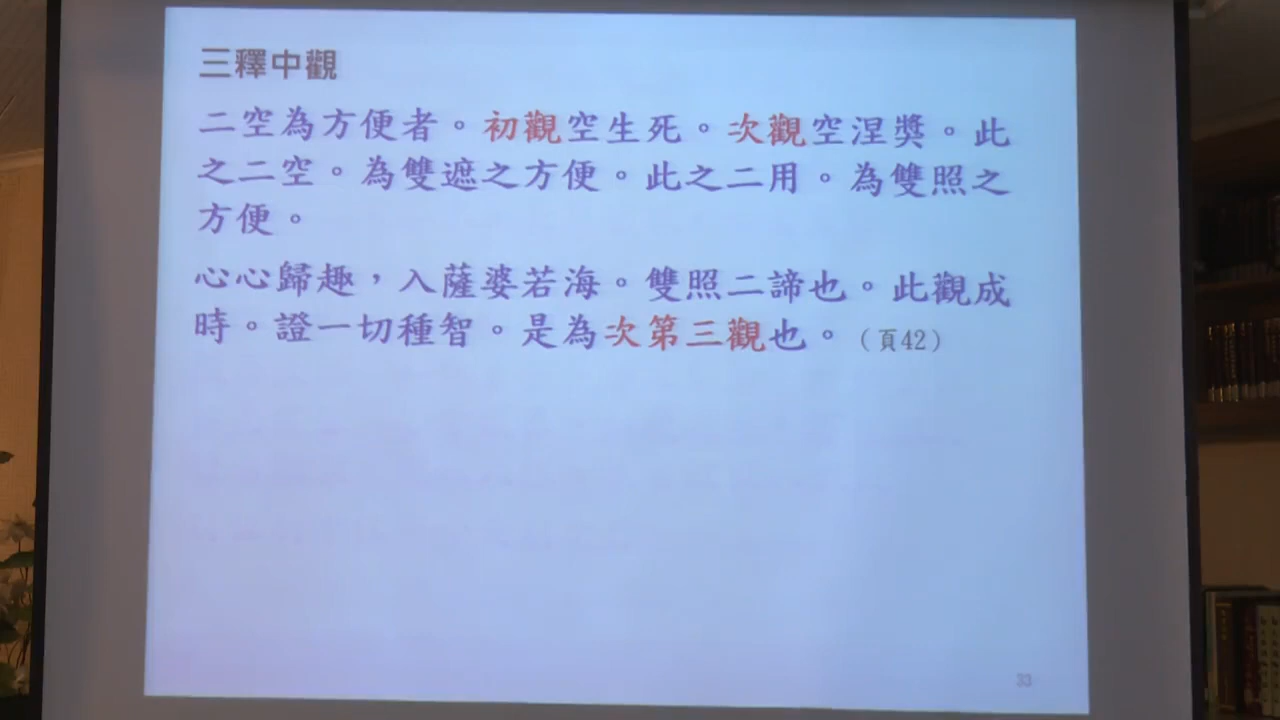 三釋中觀
二空為方便者。初觀空生死。次觀空涅槃。此
之二空。為雙遮之方便。此之二用。為雙照之
方便。
心心歸趣，入薩婆若海。雙照二諦也。此觀成
時。證一切種智。是為次第三觀也。（頁42）
33